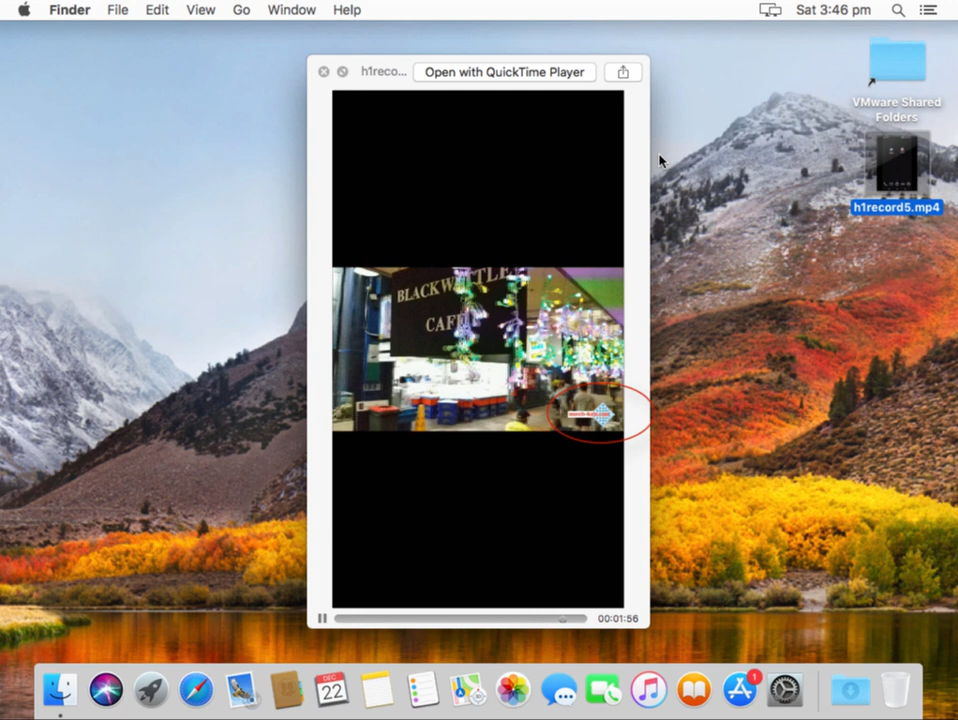 Finder File Edit View Go Window Help Sat 3:46 pm
h1reco... Open with QuickTime Player
VMware Shared
Folders
h1record5.mp4
BLACKWATTLE
CAFE
00:01:56
DEC
22
1